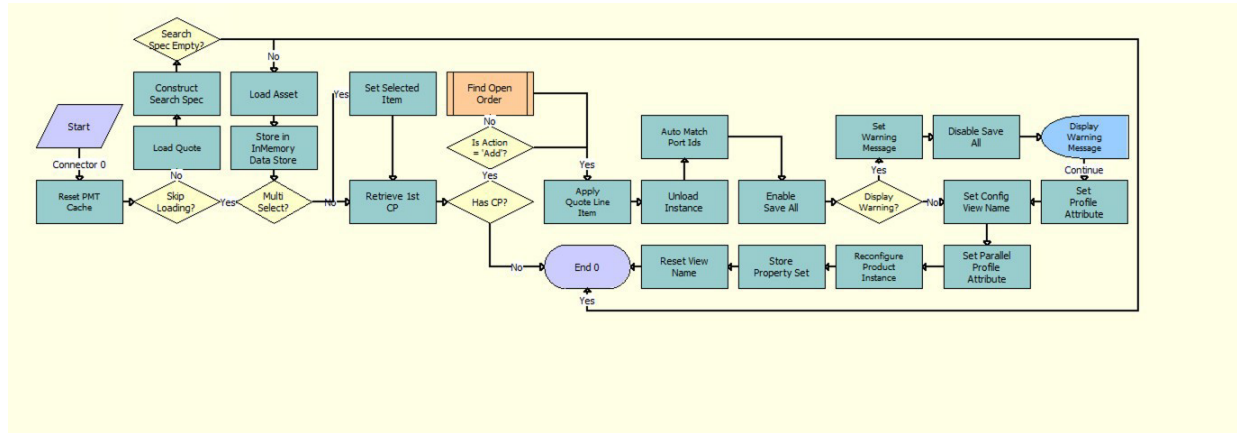 Search
Spec Empty?
No
Construct
Search Spec
Load Asset
Yes
Set Selected
Item
Find Open
Order
Start
Load Quote
Store in
InMemory
Data Store
No
Is Action
= 'Add'?
Auto Match
Port Ids
Set
Warning
Message
Disable Save
All
Display
Warning
Message
Connector 0
No
Yes
Yes
Yes
Continue
Reset PMT
Cache
Skip
Loading?
Yes
Multi
Select?
No
Retrieve 1st
CP
Has CP?
Apply
Quote Line
Item
Unload
Instance
Enable
Save All
Display
Warning?
No
Set Config
View Name
Set
Profile
Attribute
No
End 0
Reset View
Name
Store
Property Set
Reconfigure
Product
Instance
Set Parallel
Profile
Attribute
Yes